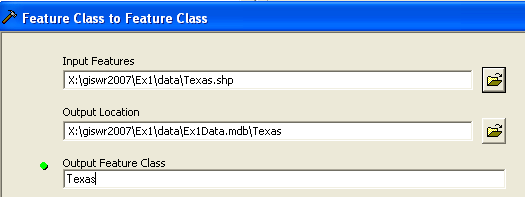 Feature Class to Feature Class
Input Features
X:\giswr2007\Ex1\data\Texas.shp
Output Location
X:\giswr2007\Ex1\data\Ex1Data.mdb\Texas
Output Feature Class
Texas